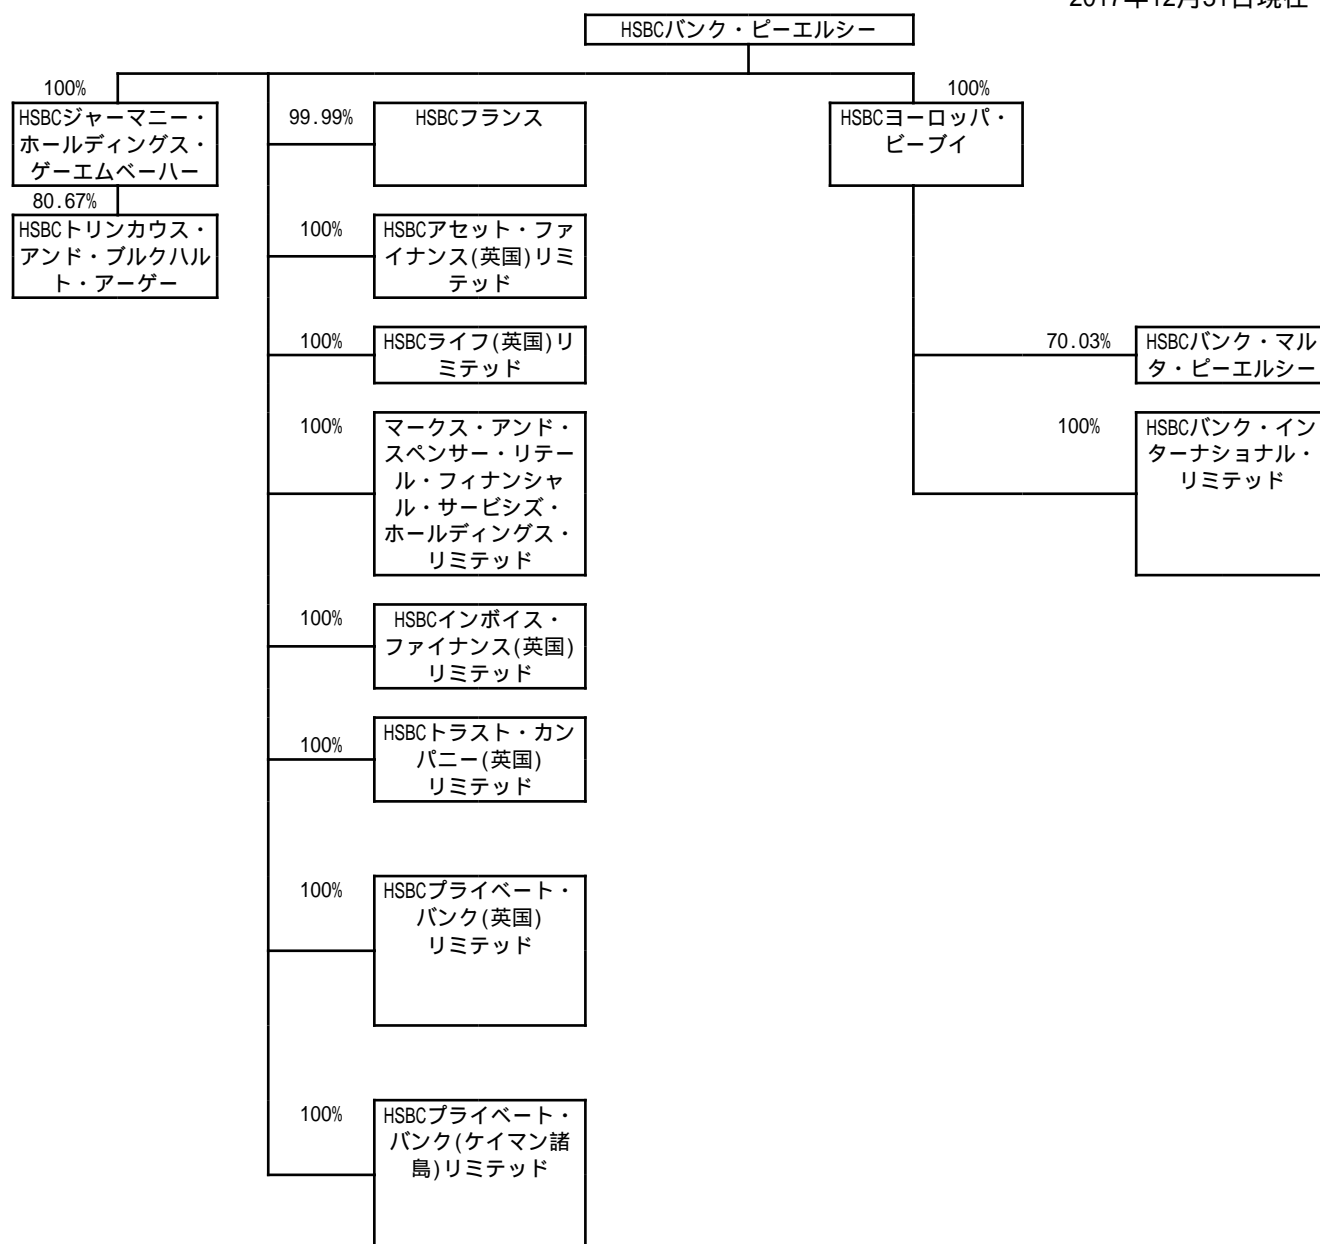 2017年12月31日現在
HSBCバンク・ピーエルシー
100%
HSBCジャーマニー・
ホールディングス・
ゲーエムベーハー
80.67%
HSBCトリンカウス・
アンド・ブルクハル
ト・アーゲー
99.99%
HSBCフランス
100%
HSBCアセット・ファ
イナンス(英国)リミ
テッド
100%
HSBCライフ(英国)リ
ミテッド
100%
マークス・アンド・
スペンサー・リテー
ル・フィナンシャ
ル・サービシズ・
ホールディングス・
リミテッド
100%
HSBCインボイス・
ファイナンス(英国)
リミテッド
100%
HSBCトラスト・カン
パニー(英国)
リミテッド
100%
HSBCプライベート・
バンク(英国)
リミテッド
100%
HSBCプライベート・
バンク(ケイマン諸
島)リミテッド
100%
HSBCヨーロッパ・
ビーブイ
70.03%
HSBCバンク・マル
タ・ピーエルシー
100%
HSBCバンク・イン
ターナショナル・
リミテッド